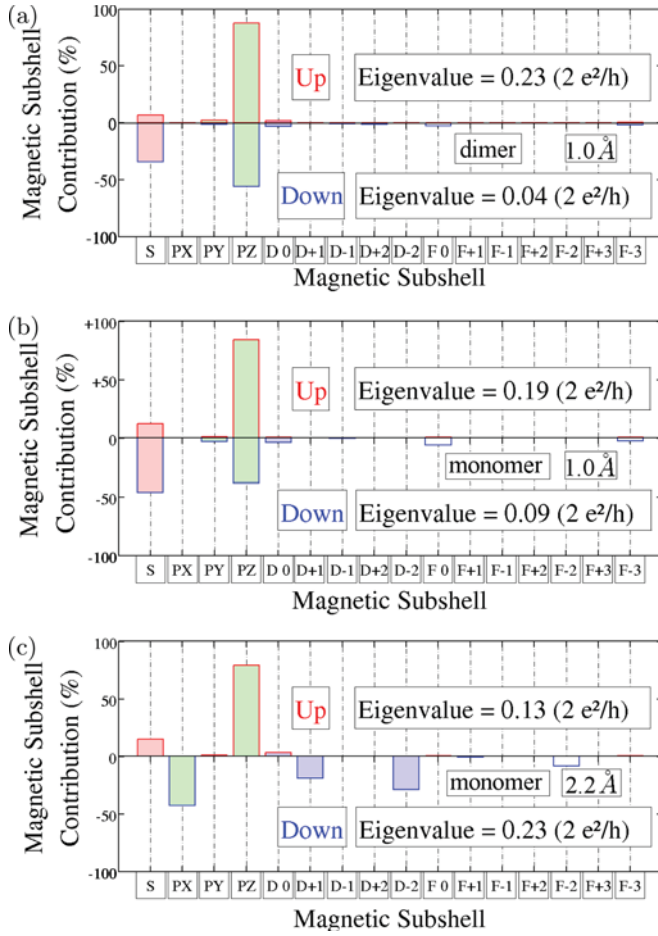 (a)
Magnetic Subshell
Contribution (%)
100
50
0
-50
-100
Up
Eigenvalue = 0.23 (2 e²/h)
dimer
1.0 Å
Down
Eigenvalue = 0.04 (2 e²/h)
S PX PY PZ D 0 D+1 D-1 D+2 D-2 F 0 F+1 F-1 F+2 F-2 F+3 F-3
Magnetic Subshell
(b)
Magnetic Subshell
Contribution (%)
+100
+50
0
-50
-100
Up
Eigenvalue = 0.19 (2 e²/h)
monomer
1.0 Å
Down
Eigenvalue = 0.09 (2 e²/h)
S PX PY PZ D 0 D+1 D-1 D+2 D-2 F 0 F+1 F-1 F+2 F-2 F+3 F-3
Magnetic Subshell
(c)
Magnetic Subshell
Contribution (%)
100
50
0
-50
-100
Up
Eigenvalue = 0.13 (2 e²/h)
monomer
2.2 Å
Down
Eigenvalue = 0.23 (2 e²/h)
S PX PY PZ D 0 D+1 D-1 D+2 D-2 F 0 F+1 F-1 F+2 F-2 F+3 F-3
Magnetic Subshell